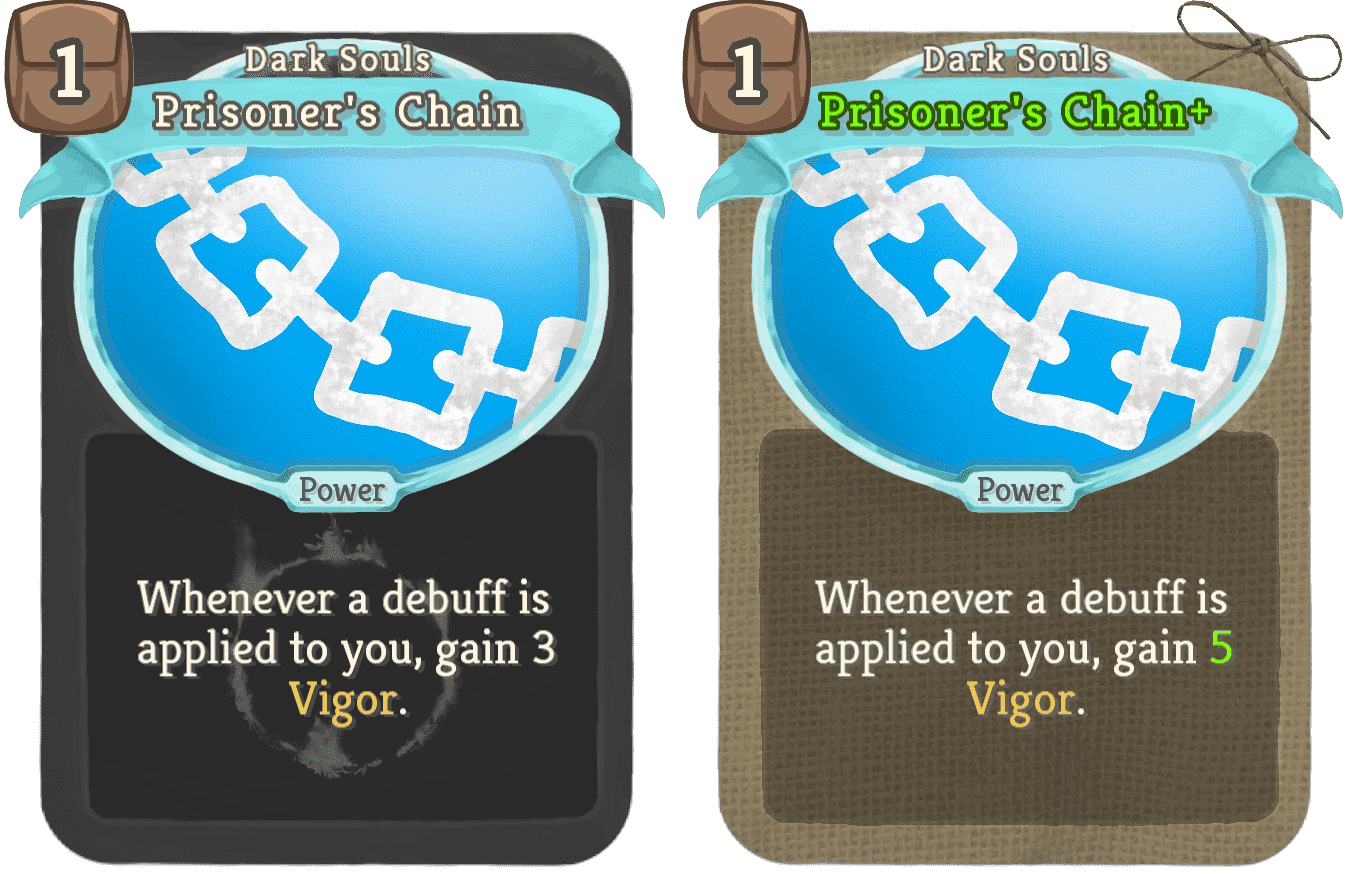 1
Dark Souls
Prisoner's Chain
Power
Whenever a debuff is
applied to you, gain 3
Vigor.
1
Dark Souls
Prisoner's Chain+
Power
Whenever a debuff is
applied to you, gain 5
Vigor.